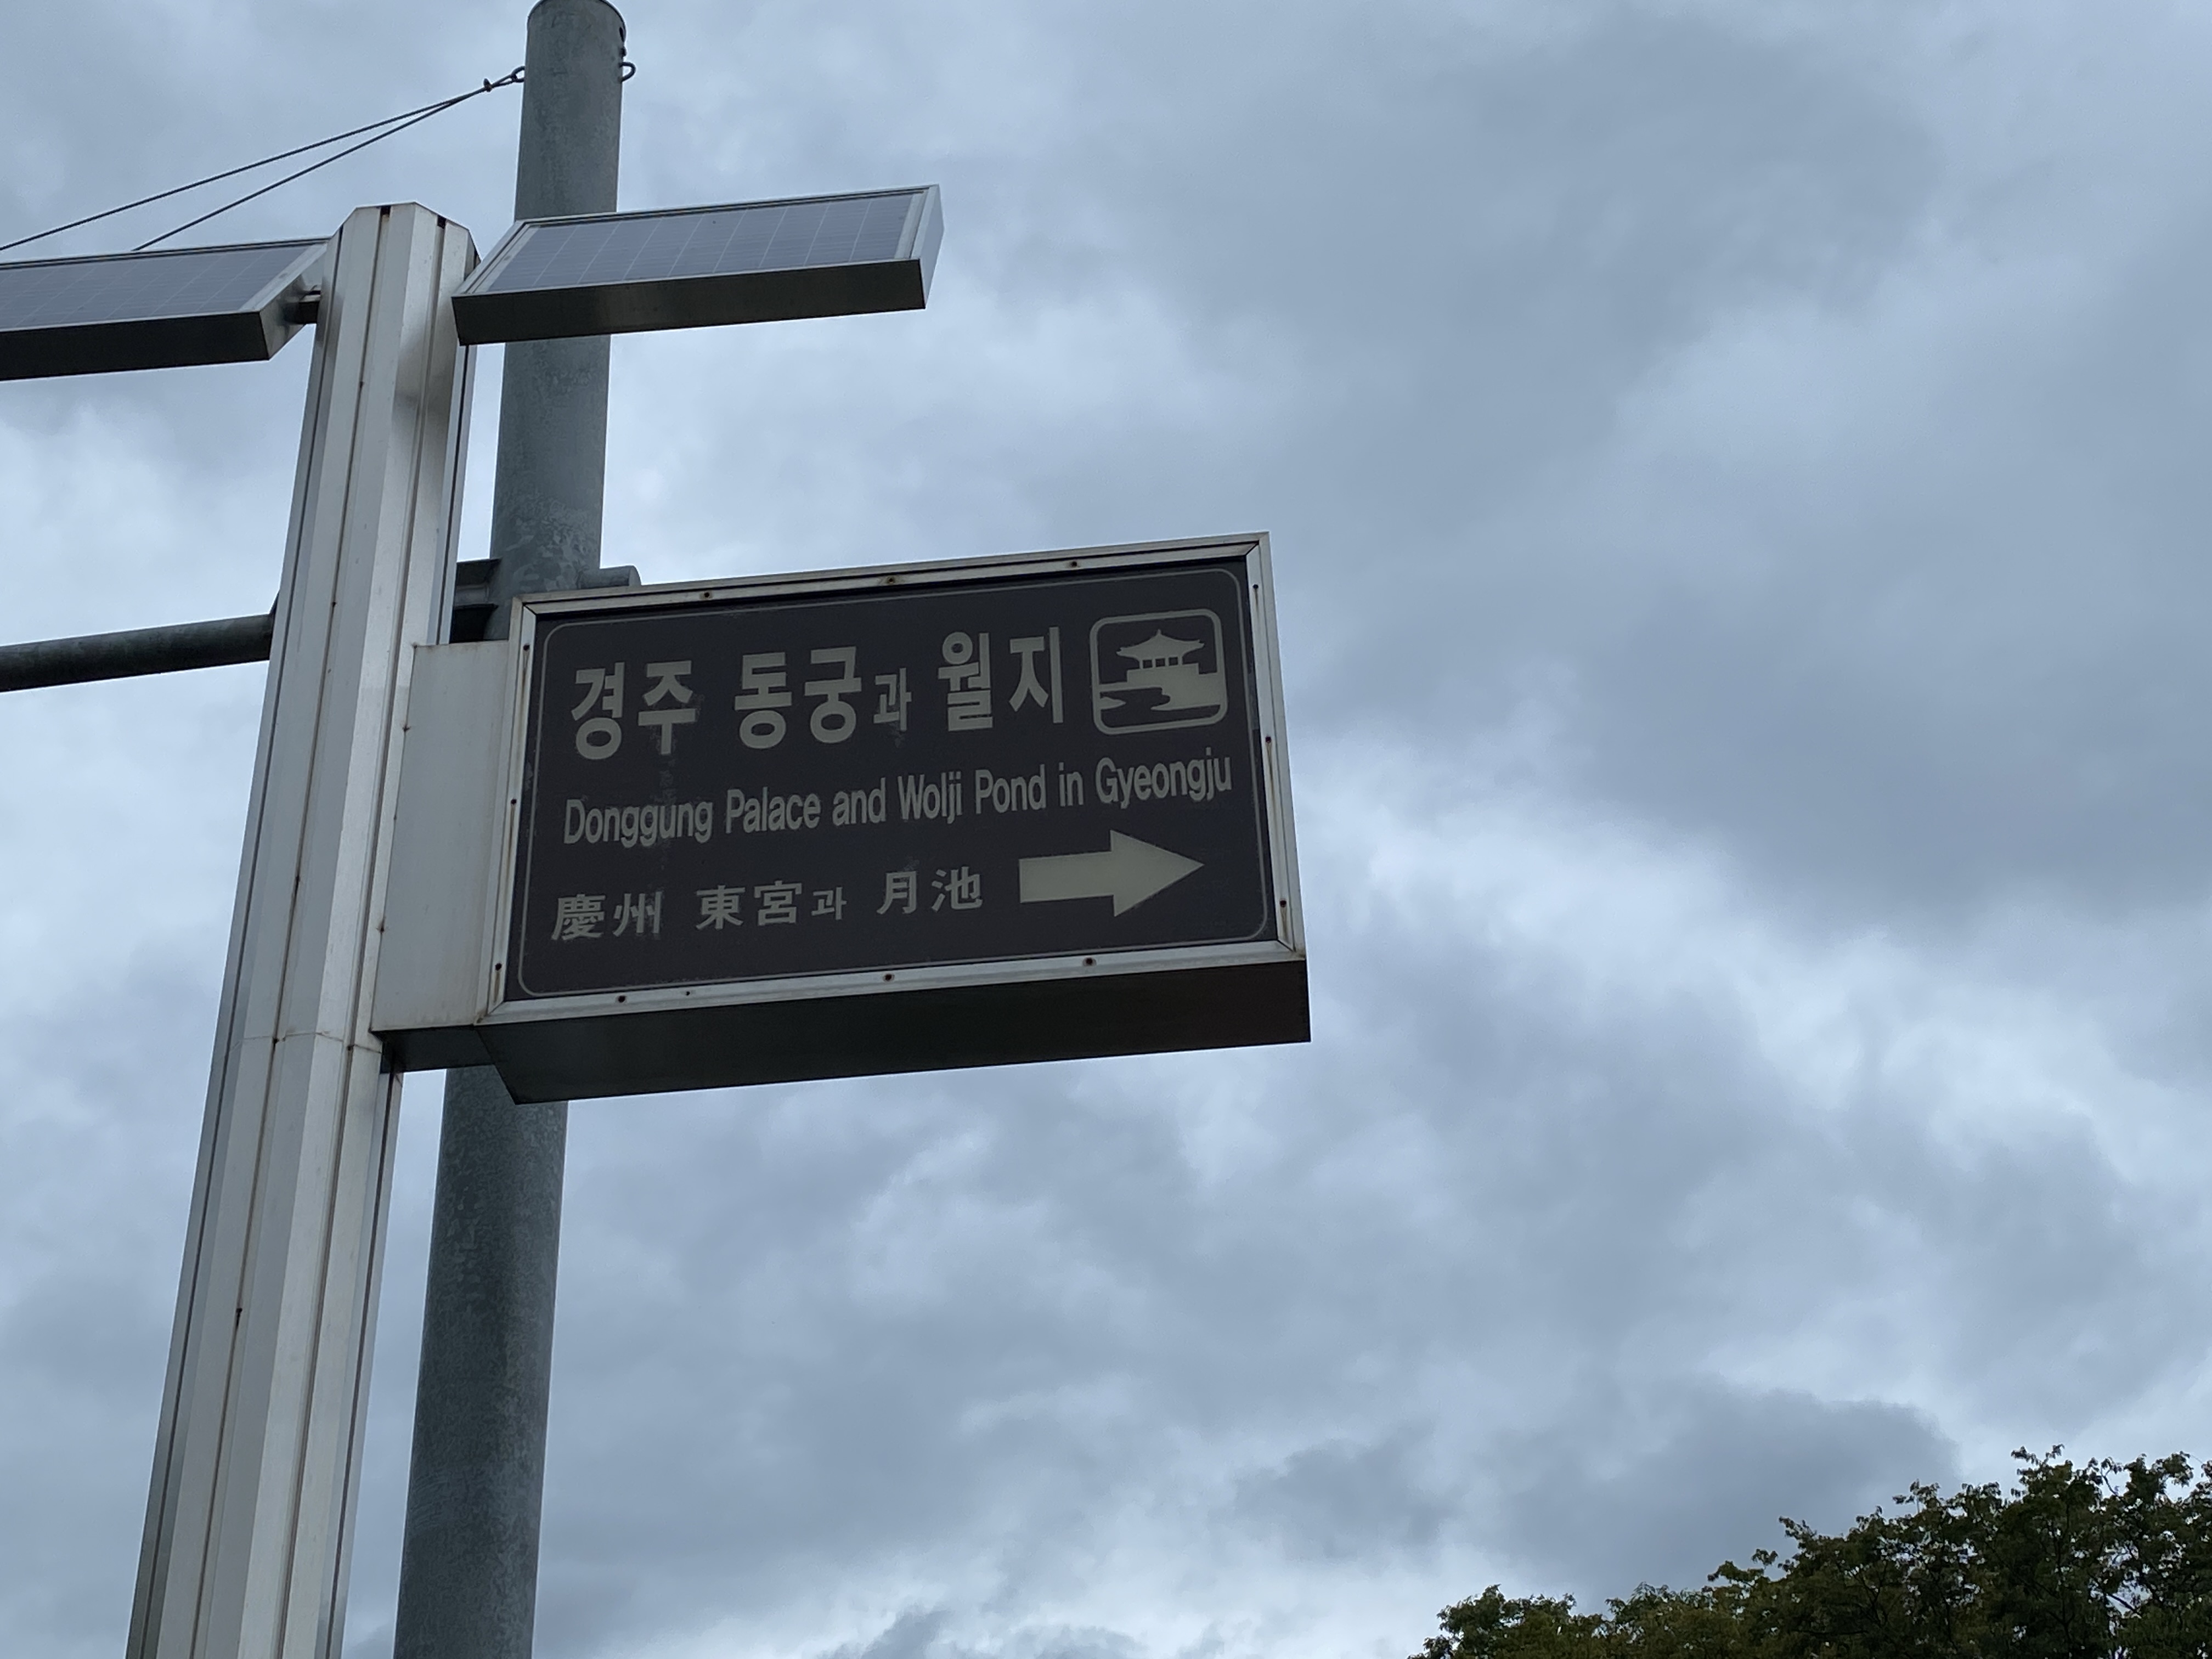 경주 동궁과 월지
Donggung Palace and Wolji Pond in Gyeongju
慶州 東宮과 月池